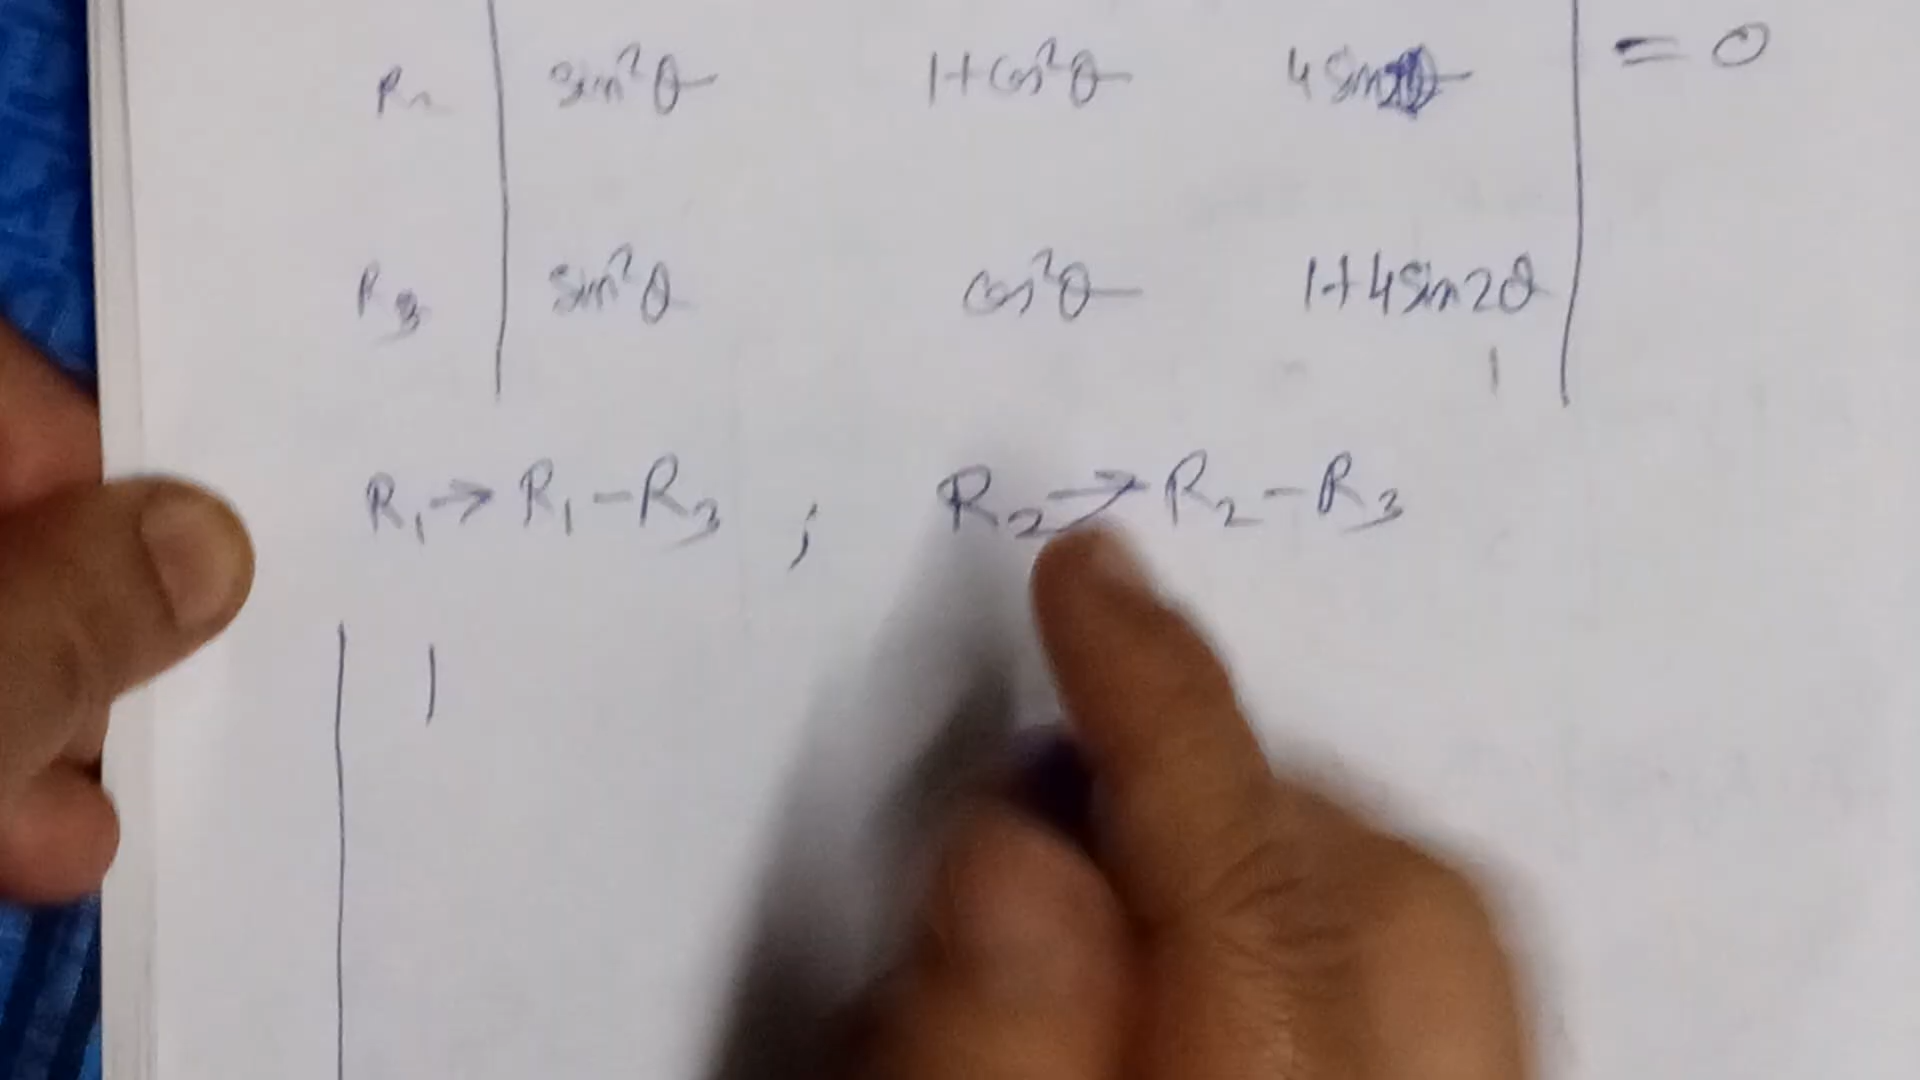 R2 sin²θ 1+cos²θ 4sin2θ = 0
R3 sin²θ cos²θ 1+4sin2θ
R1→R1-R3 ; R2→R2-R3
1